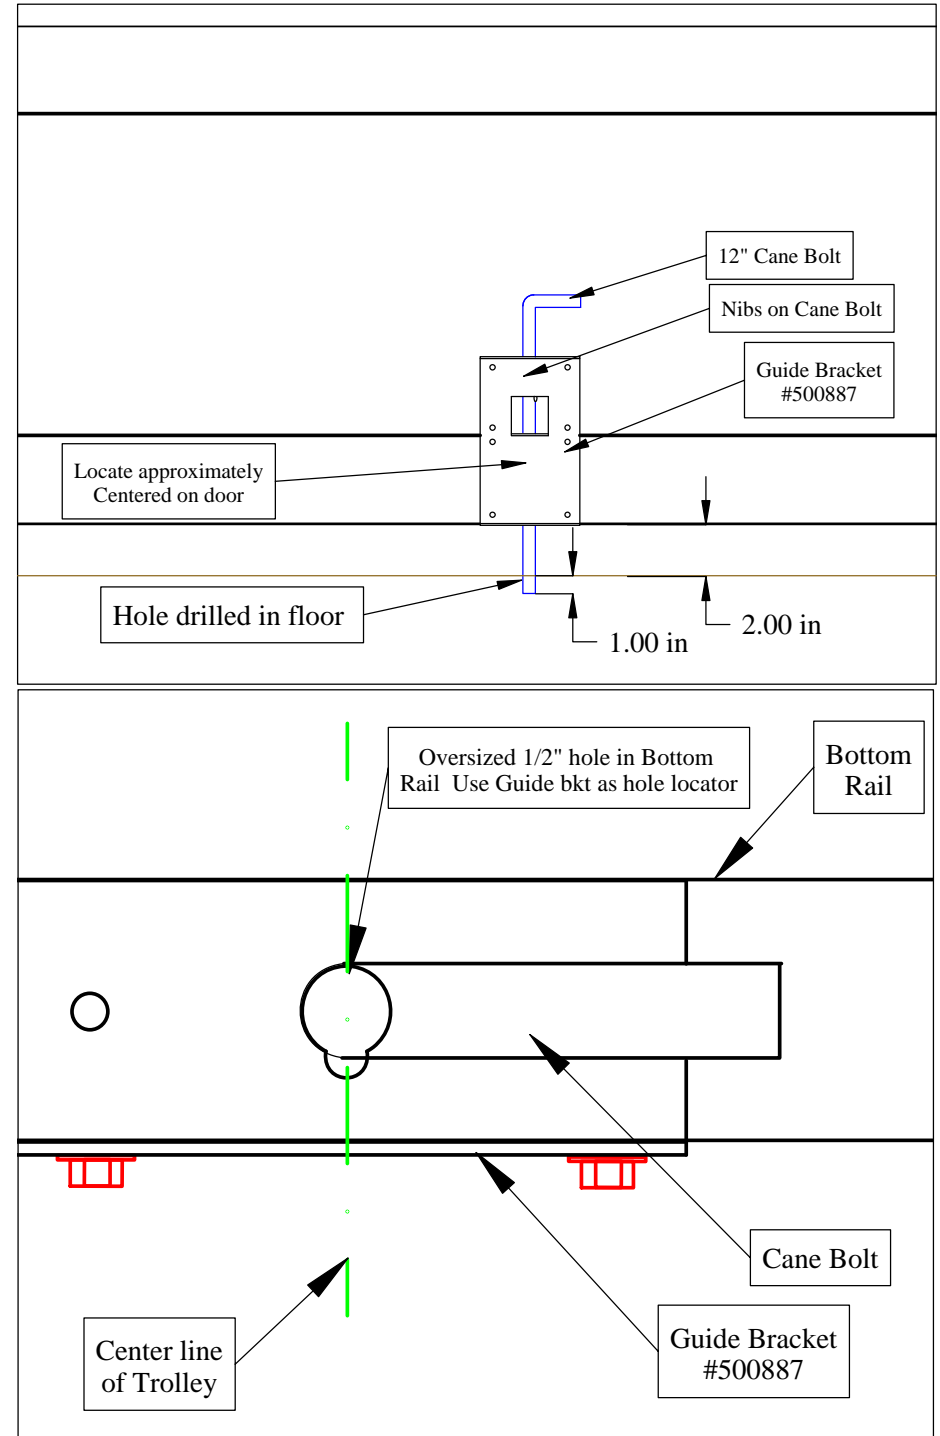 12" Cane Bolt
Nibs on Cane Bolt
Guide Bracket
#500887
Locate approximately
Centered on door
Hole drilled in floor
1.00 in
2.00 in
Oversized 1/2" hole in Bottom
Rail  Use Guide bkt as hole locator
Bottom
Rail
Cane Bolt
Guide Bracket
#500887
Center line
of Trolley